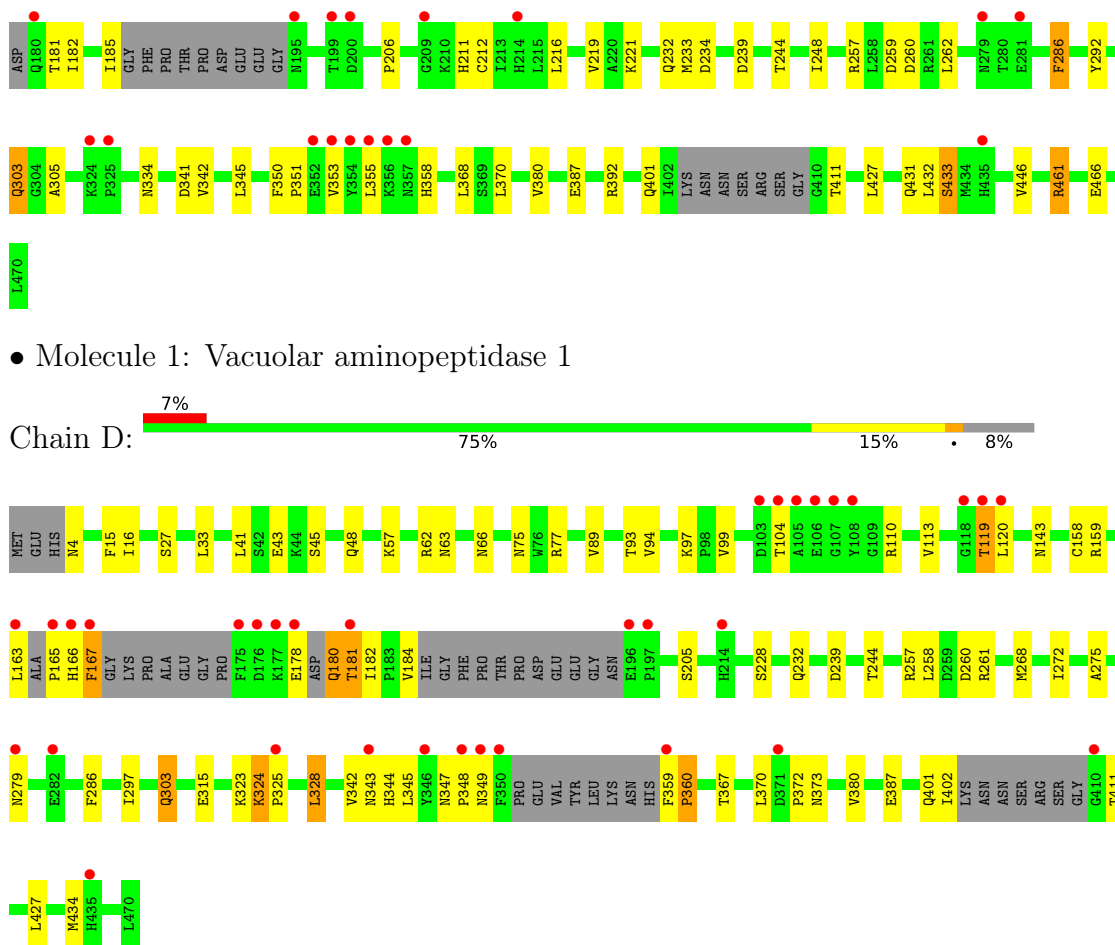 ASP Q180 T181 I182 I185 GLY PHE PRO THR PRO ASP GLU GLU GLY N195 T199 D200 P206 G209 K210 H211 C212 I213 H214 L215 L216 V219 A220 K221 Q232 M233 D234 D239 T244 I248 R257 L258 D259 D260 R261 L262 N279 T280 E281 F286 Y292
Q303 G304 A305 K324 P325 N334 D341 V342 L345 F350 P351 E352 V353 Y354 L355 K356 N357 H358 L368 S369 L370 V380 E387 R392 Q401 I402 LYS ASN ASN SER ARG SER GLY G410 T411 L427 Q431 L432 S433 M434 H435 V446 R461 E466
L470
• Molecule 1: Vacuolar aminopeptidase 1
7%
Chain D:
75% 15% • 8%
MET GLU HIS N4 F15 I16 S27 L33 L41 S42 E43 K44 S45 Q48 K57 R62 N63 N66 N75 W76 R77 V89 T93 V94 K97 P98 V99 D103 T104 A105 E106 G107 Y108 G109 R110 V113 G118 T119 L120 N143 C158 R159
L163 ALA P165 H166 F167 GLY LYS PRO ALA GLU GLY PRO F175 D176 K177 E178 ASP Q180 T181 I182 P183 V184 ILE GLY PHE PRO THR PRO ASP GLU GLU GLY ASN E196 P197 S205 H214 S228 Q232 D239 T244 R257 L258 D259 D260 R261 M268 I272 A275
N279 E282 F286 I297 Q303 E315 K323 K324 P325 L328 V342 N343 H344 L345 Y346 N347 P348 N349 F350 PRO GLU VAL TYR LEU LYS ASN HIS F359 P360 T367 L370 D371 P372 N373 V380 E387 Q401 I402 LYS ASN ASN SER ARG SER GLY G410 T411
L427 M434 H435 L470